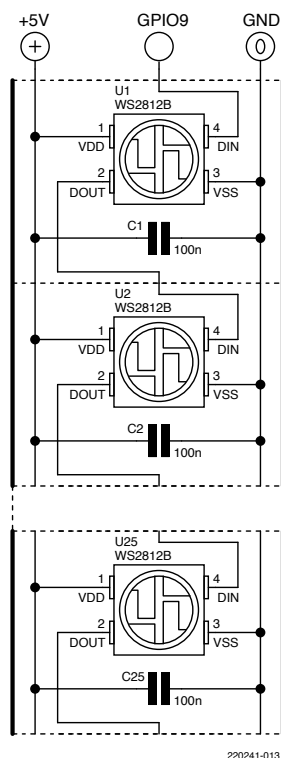 +5V GPIO9 GND
+ 0
U1
WS2812B
1 4
VDD DIN
2 3
DOUT VSS
C1
100n
U2
WS2812B
1 4
VDD DIN
2 3
DOUT VSS
C2
100n
U25
WS2812B
1 4
VDD DIN
2 3
DOUT VSS
C25
100n
220241-013